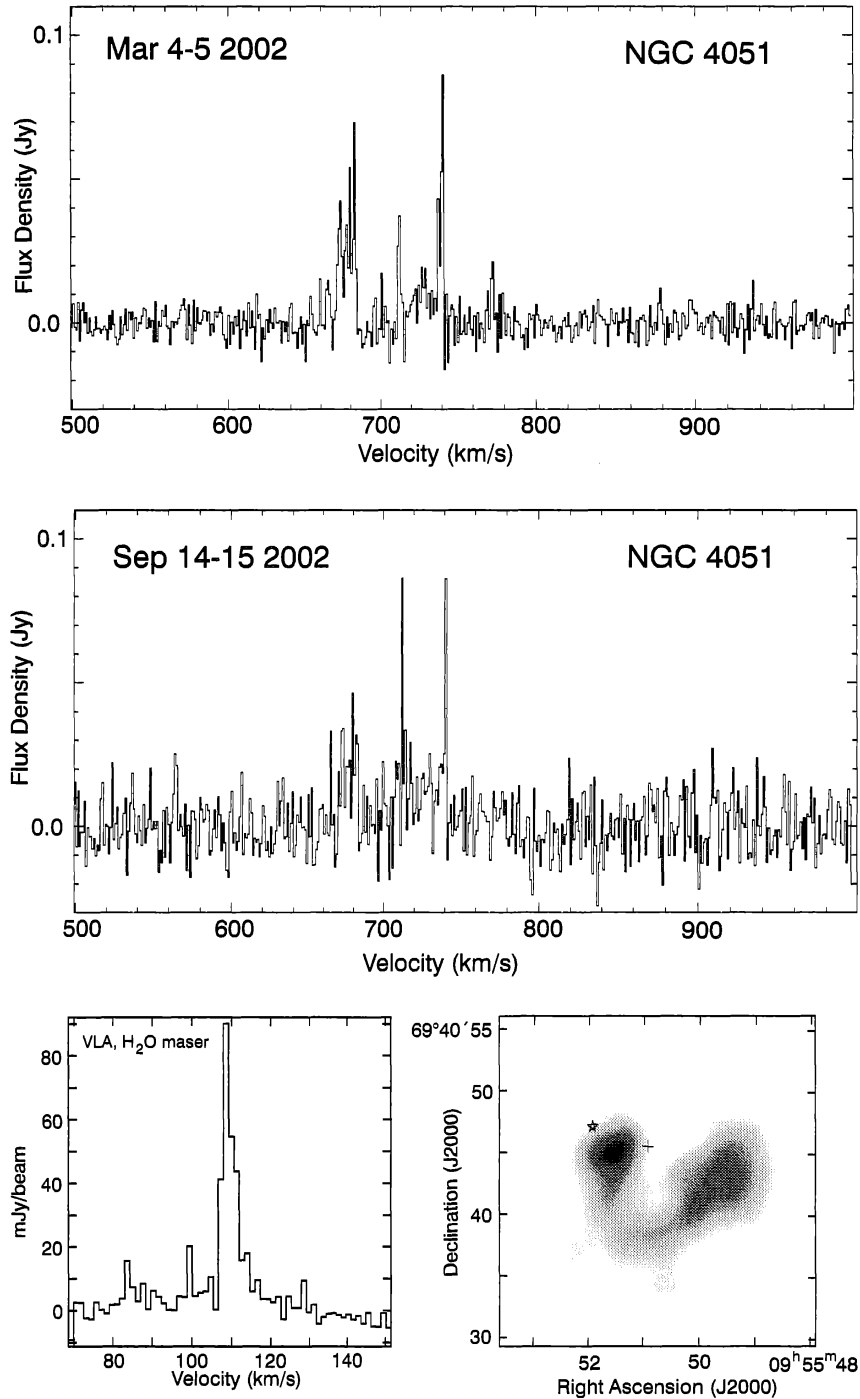 0.1
Mar 4-5 2002
NGC 4051
Flux Density (Jy)
0.0
500 600 700 800 900
Velocity (km/s)
0.1
Sep 14-15 2002
NGC 4051
Flux Density (Jy)
0.0
500 600 700 800 900
Velocity (km/s)
VLA, H₂O maser
mJy/beam
80
60
40
20
0
80 100 120 140
Velocity (km/s)
69°40´55
50
40
30
Declination (J2000)
52 50 09ʰ55ᵐ48
Right Ascension (J2000)